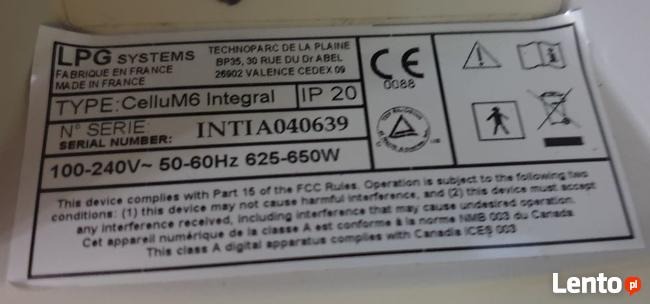 LPG SYSTEMS
FABRIQUE EN FRANCE
MADE IN FRANCE
TECHNOPARC DE LA PLAINE
BP35, 30 RUE DU Dr ABEL
26902 VALENCE CEDEX 09
TYPE: CelluM6 Integral IP 20
N° SERIE:
SERIAL NUMBER: INTIA040639
100-240V~ 50-60Hz 625-650W
CE
0088
This device complies with Part 15 of the FCC Rules. Operation is subject to the following two
conditions: (1) this device may not cause harmful interference, and (2) this device must accept
any interference received, including interference that may cause undesired operation.
Cet appareil numérique de la classe A est conforme a la norme NMB 003 du Canada.
This class A digital apparatus complies with Canadia ICES 003
Lento.pl